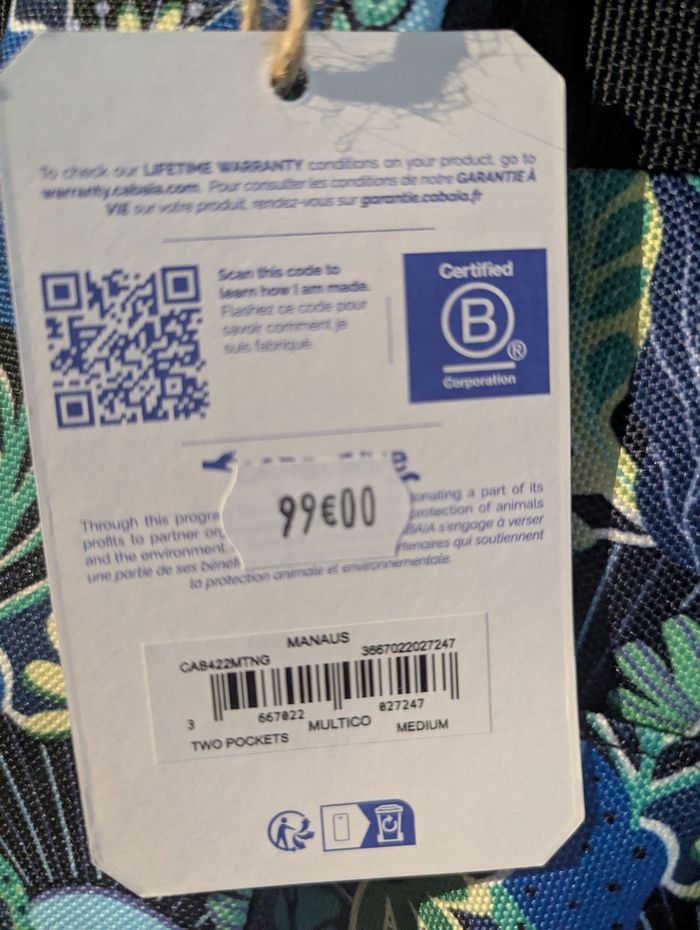 To check our LIFETIME WARRANTY conditions on your product, go to
warranty.cabaia.com. Pour consulter les conditions de notre GARANTIE À
VIE sur votre produit, rendez-vous sur garantie.cabaia.fr
Scan this code to
learn how I am made.
Flashez ce code pour
savoir comment je
suis fabriqué.
Certified
B
®
Corporation
99€00
Through this progra
profits to partner
and the environment.
une partie de ses
onating a part of its
protection of animals
s'engage à verser
qui soutiennent
la protection animale et environnementale.
MANAUS
CAB422MTNG 3667022027247
3 667022 027247
TWO POCKETS MULTICO MEDIUM